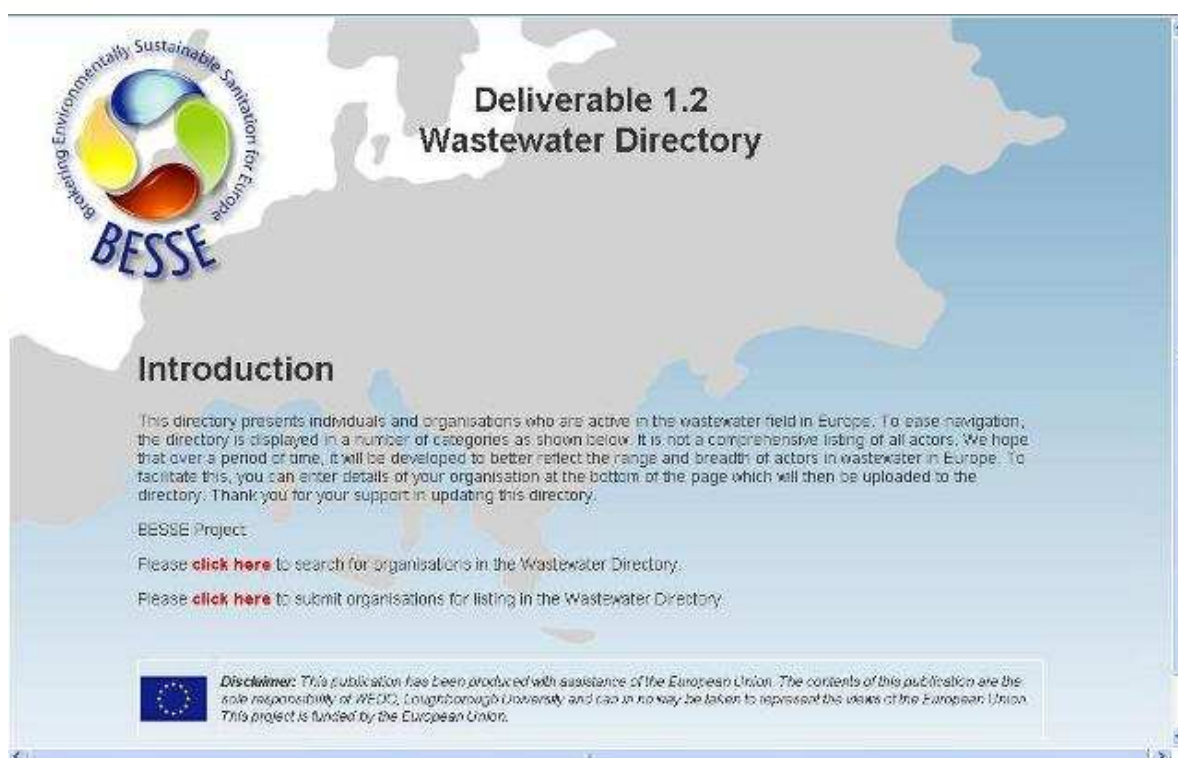 Brokering Environmentally Sustainable Sanitation for Europe
BESSE
Deliverable 1.2
Wastewater Directory
Introduction
This directory presents individuals and organisations who are active in the wastewater field in Europe. To ease navigation,
the directory is displayed in a number of categories as shown below. It is not a comprehensive listing of all actors. We hope
that over a period of time, it will be developed to better reflect the range and breadth of actors in wastewater in Europe. To
facilitate this, you can enter details of your organisation at the bottom of the page which will then be uploaded to the
directory. Thank you for your support in updating this directory.
BESSE Project
Please click here to search for organisations in the Wastewater Directory.
Please click here to submit organisations for listing in the Wastewater Directory
Disclaimer: This publication has been produced with assistance of the European Union. The contents of this publication are the
sole responsibility of WEDC, Loughborough University and can in no way be taken to represent the views of the European Union.
This project is funded by the European Union.